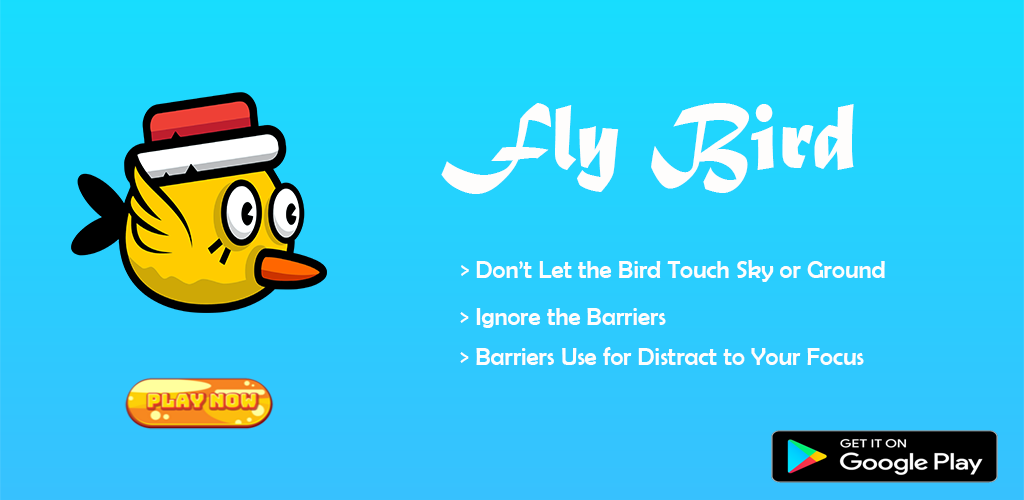 Fly Bird
> Don't Let the Bird Touch Sky or Ground
> Ignore the Barriers
> Barriers Use for Distract to Your Focus
PLAY NOW
GET IT ON
Google Play